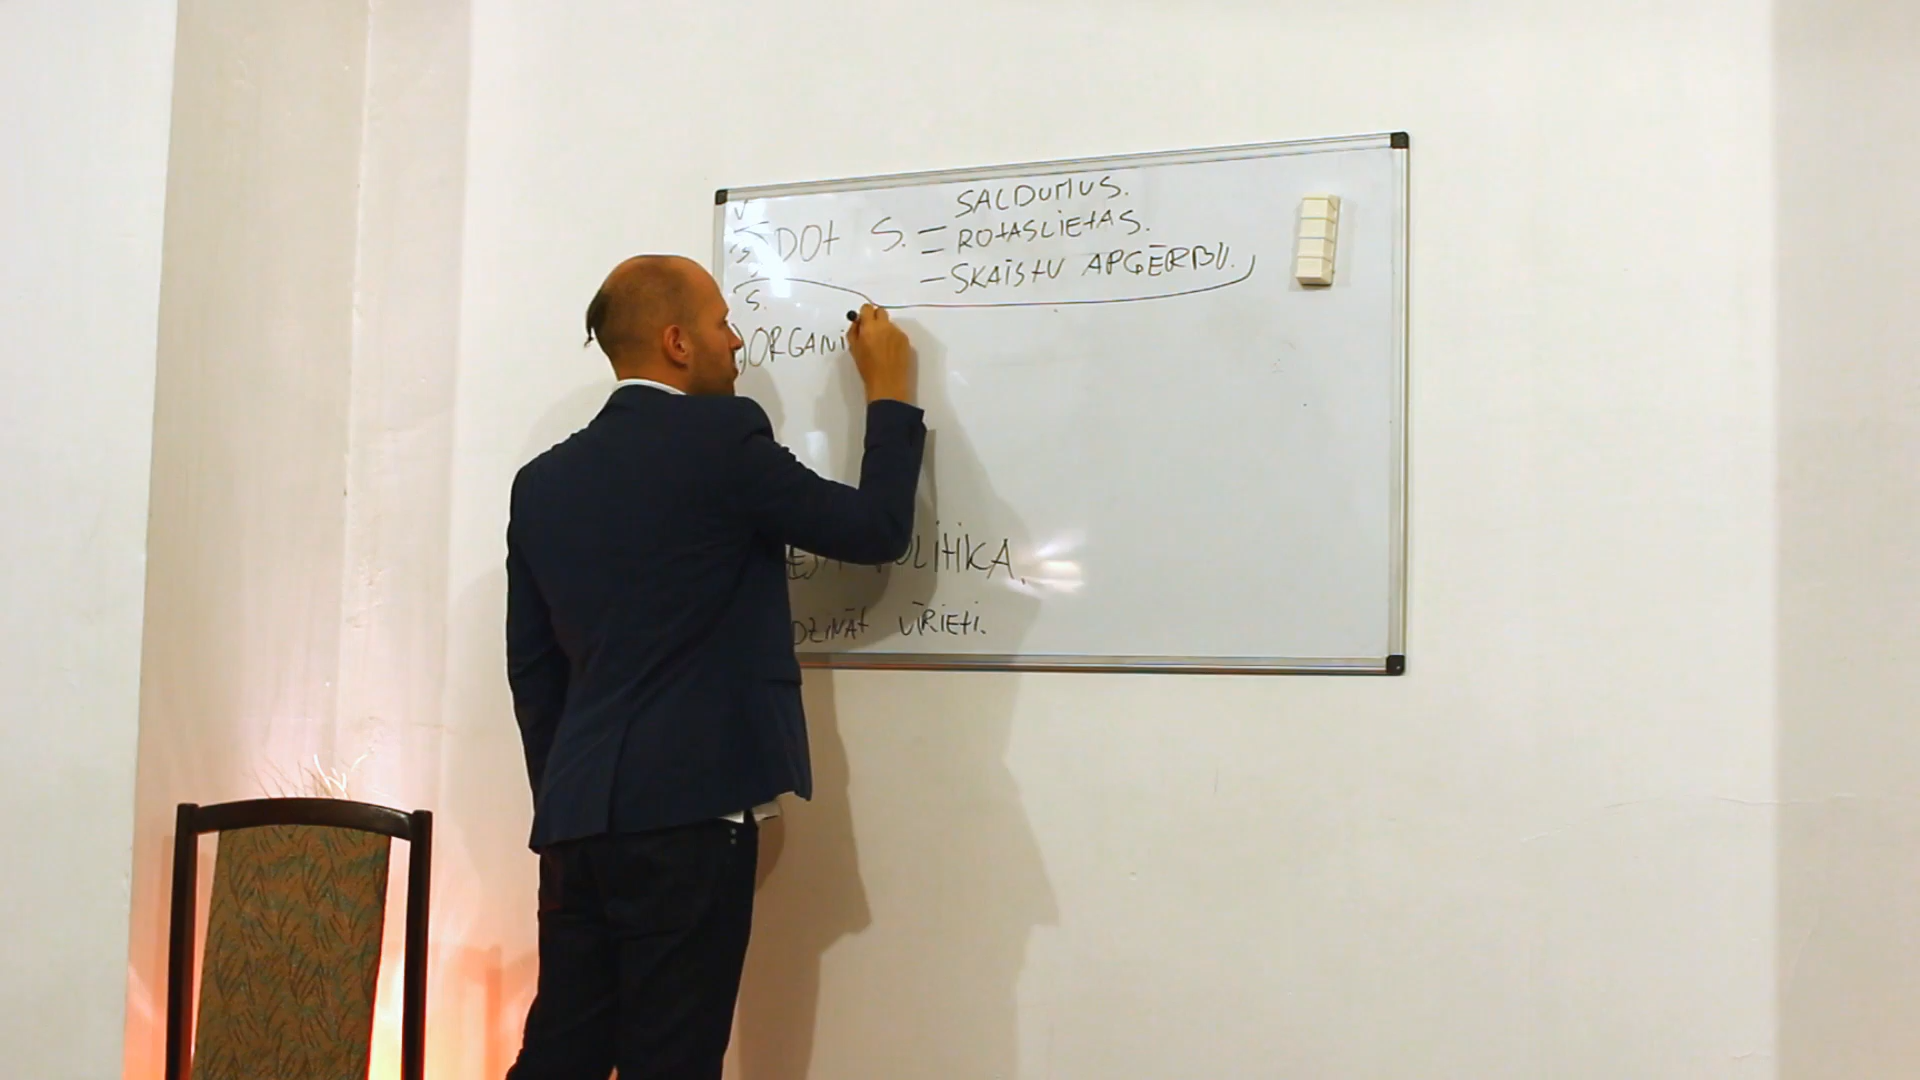 V
S
DOT S. = SALDUMUS.
= ROTASLIETAS.
- SKAISTU APĢĒRBU.
V
S.
ORGANI
POLITIKA.
DZINĀT VĪRIETI.